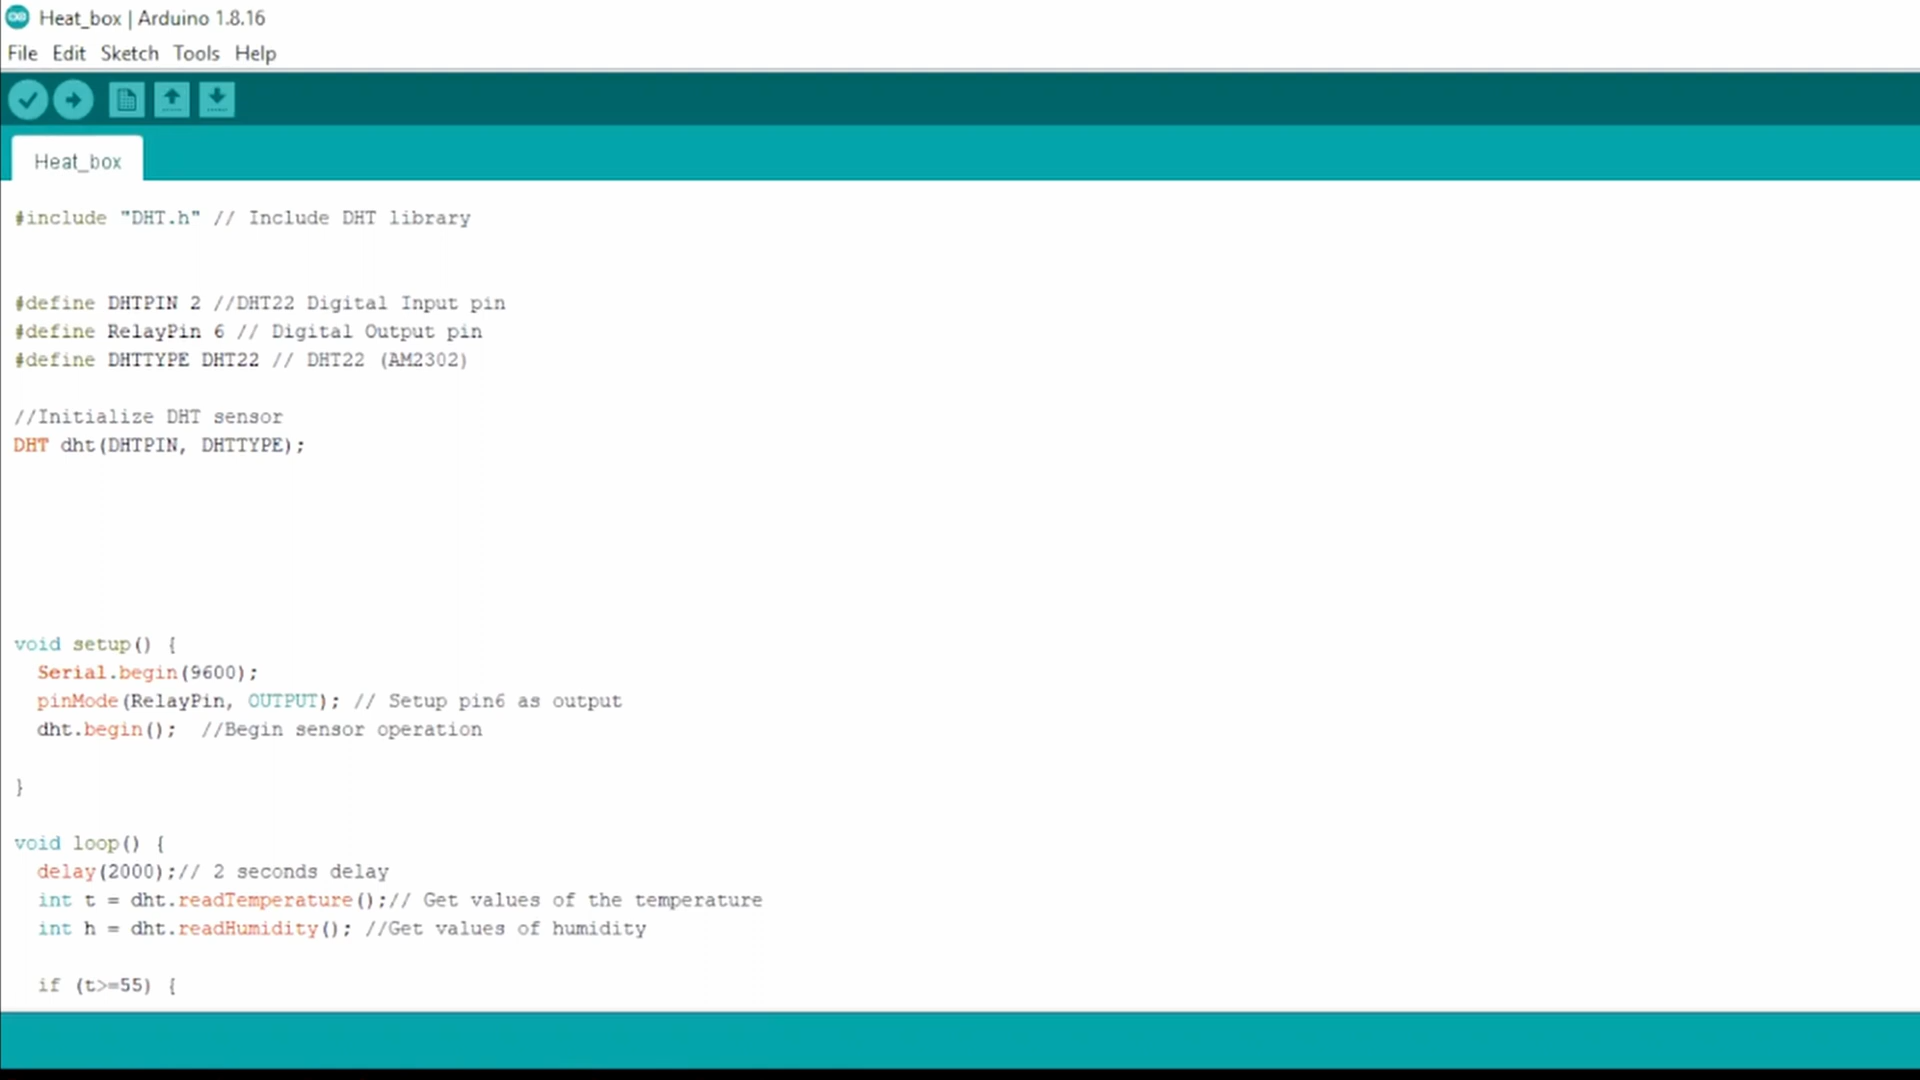 Heat_box | Arduino 1.8.16
File Edit Sketch Tools Help
Heat_box
#include "DHT.h" // Include DHT library
#define DHTPIN 2 //DHT22 Digital Input pin
#define RelayPin 6 // Digital Output pin
#define DHTTYPE DHT22 // DHT22 (AM2302)
//Initialize DHT sensor
DHT dht(DHTPIN, DHTTYPE);
void setup() {
Serial.begin(9600);
pinMode(RelayPin, OUTPUT); // Setup pin6 as output
dht.begin(); //Begin sensor operation
}
void loop() {
delay(2000);// 2 seconds delay
int t = dht.readTemperature();// Get values of the temperature
int h = dht.readHumidity(); //Get values of humidity
if (t>=55) {